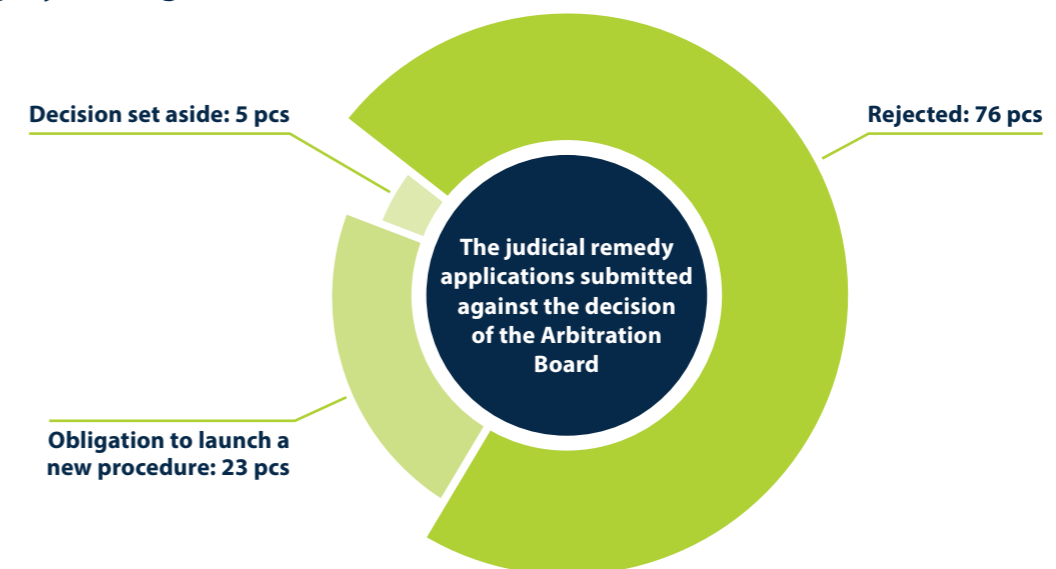 Decision set aside: 5 pcs
Rejected: 76 pcs
The judicial remedy
applications submitted
against the decision
of the Arbitration
Board
Obligation to launch a
new procedure: 23 pcs